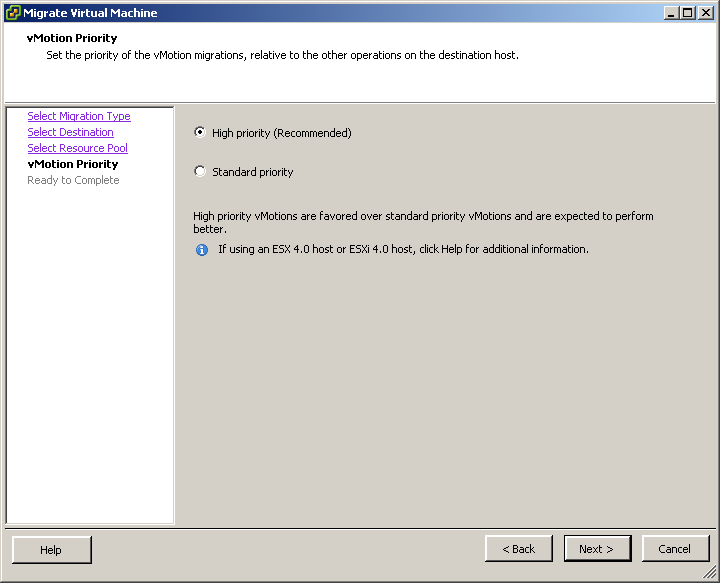 Migrate Virtual Machine
vMotion Priority
Set the priority of the vMotion migrations, relative to the other operations on the destination host.
Select Migration Type
Select Destination
Select Resource Pool
vMotion Priority
Ready to Complete
High priority (Recommended)
Standard priority
High priority vMotions are favored over standard priority vMotions and are expected to perform
better.
If using an ESX 4.0 host or ESXi 4.0 host, click Help for additional information.
Help
< Back
Next >
Cancel